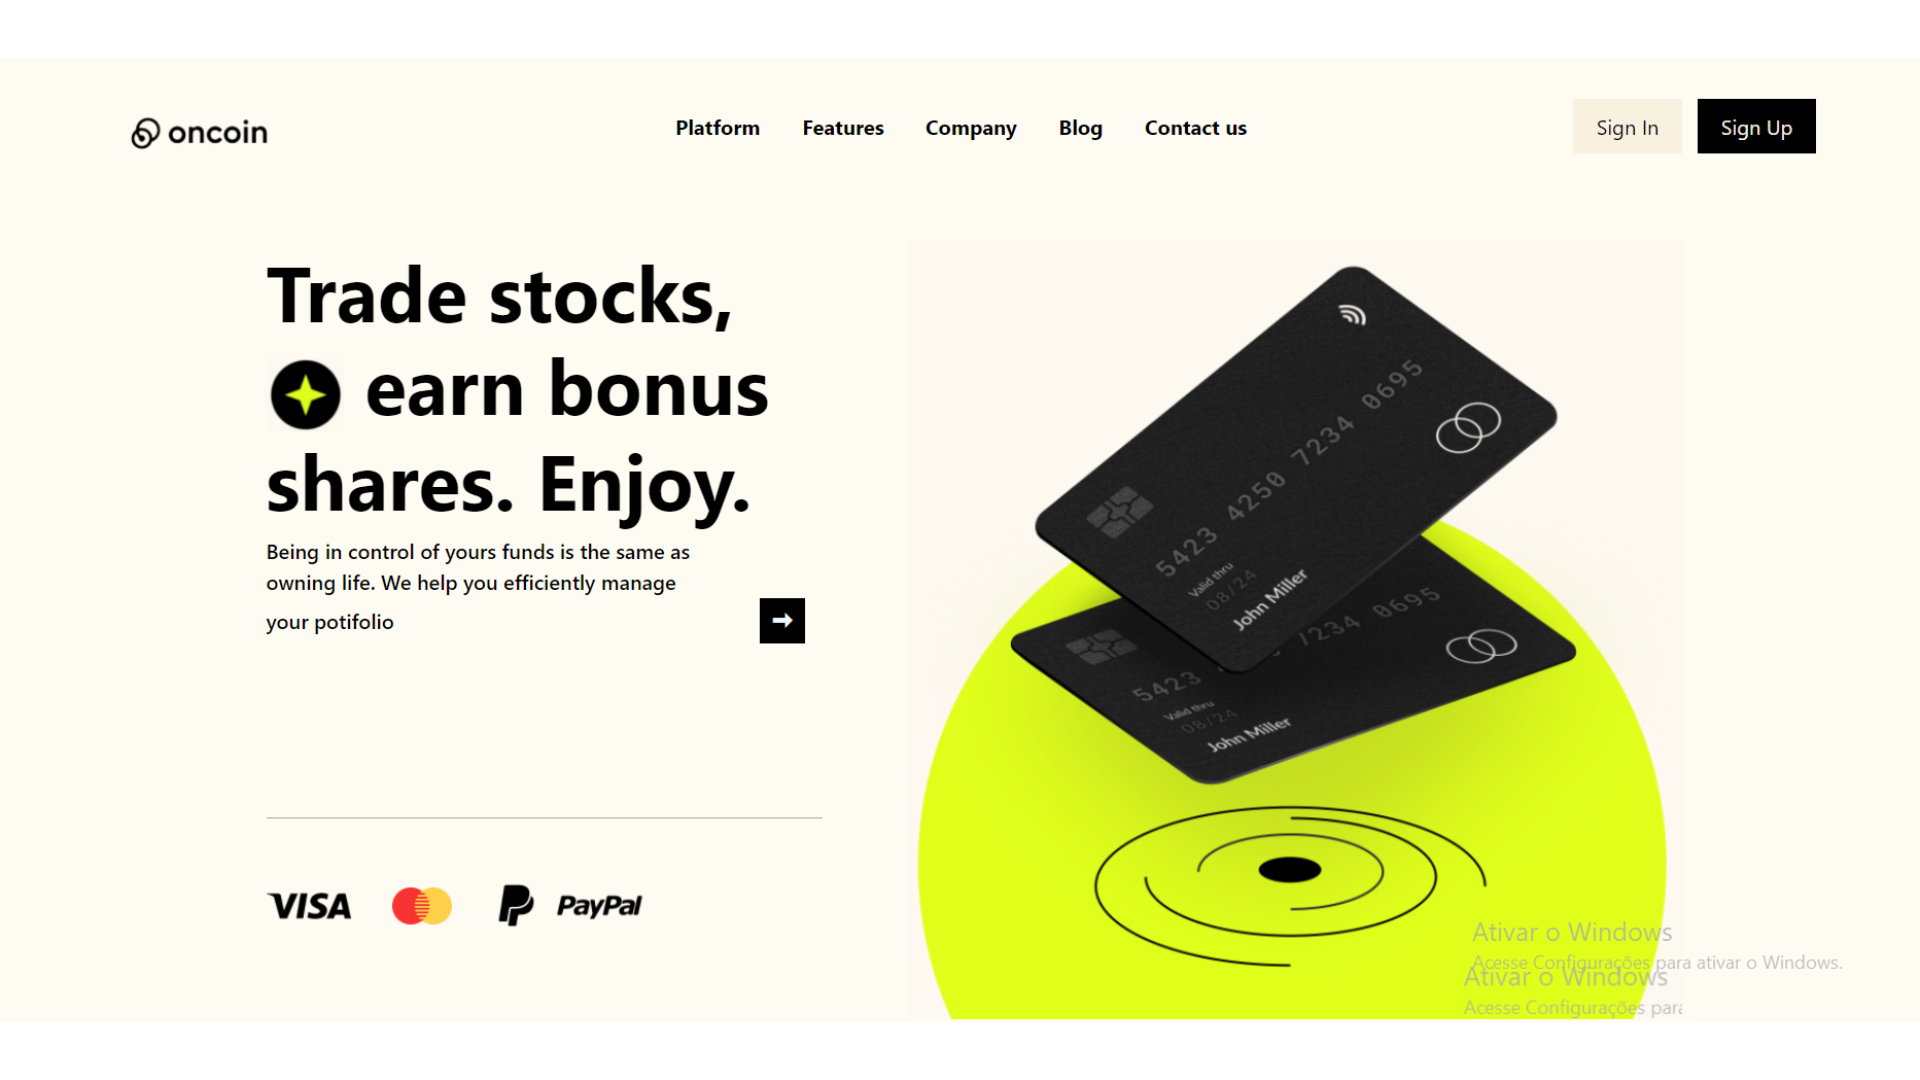 oncoin
Platform Features Company Blog Contact us
Sign In Sign Up
Trade stocks,
earn bonus
shares. Enjoy.
Being in control of yours funds is the same as
owning life. We help you efficiently manage
your potifolio
VISA PayPal
5423 4250 7234 0695
Valid thru
08/24
John Miller
5423 7234 0695
Valid thru
08/24
John Miller
Ativar o Windows
Acesse Configurações para ativar o Windows.
Ativar o Windows
Acesse Configurações para